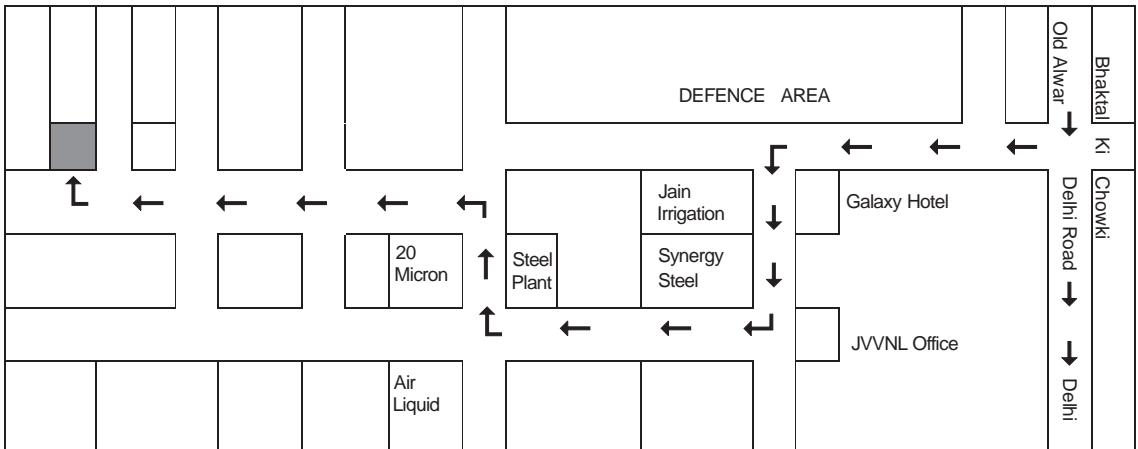 DEFENCE AREA
Old Alwar
Bhaktal Ki Chowki
Jain
Irrigation
Galaxy Hotel
Delhi Road
20
Micron
Steel
Plant
Synergy
Steel
JVVNL Office
Air
Liquid
Delhi